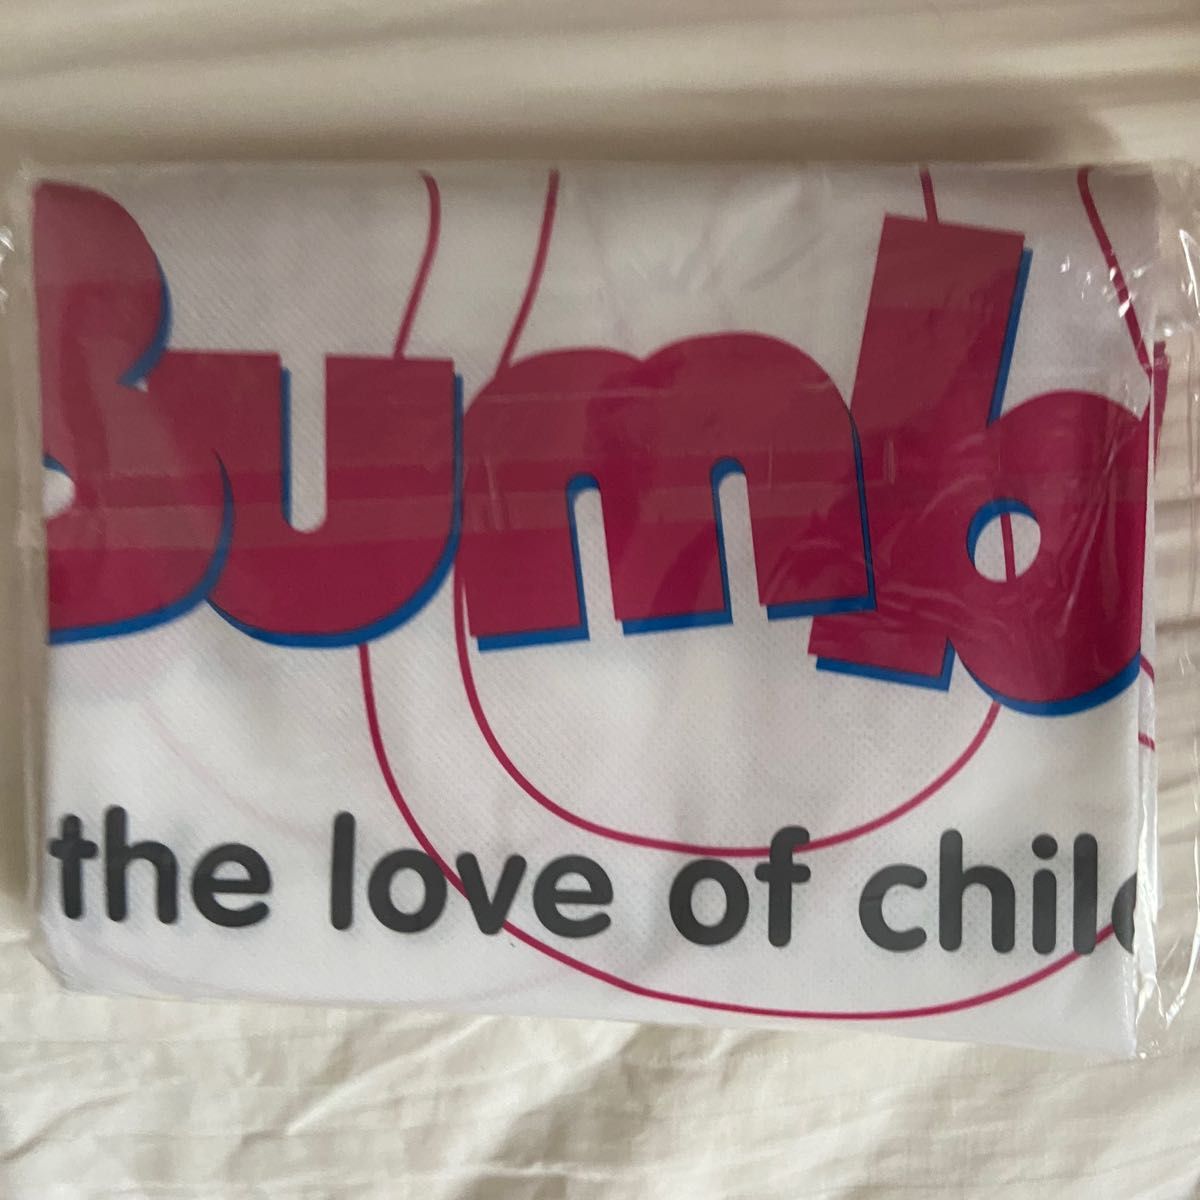 Bumb
the love of chil